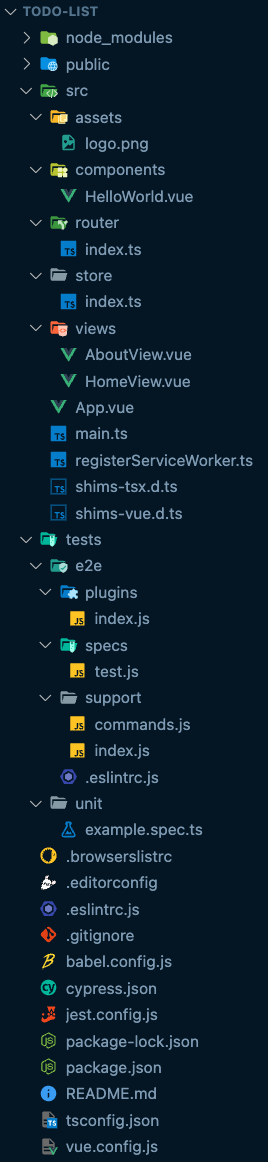 TODO-LIST
node_modules
public
src
assets
logo.png
components
HelloWorld.vue
router
index.ts
store
index.ts
views
AboutView.vue
HomeView.vue
App.vue
main.ts
registerServiceWorker.ts
shims-tsx.d.ts
shims-vue.d.ts
tests
e2e
plugins
index.js
specs
test.js
support
commands.js
index.js
.eslintrc.js
unit
example.spec.ts
.browserslistrc
.editorconfig
.eslintrc.js
.gitignore
babel.config.js
cypress.json
jest.config.js
package-lock.json
package.json
README.md
tsconfig.json
vue.config.js